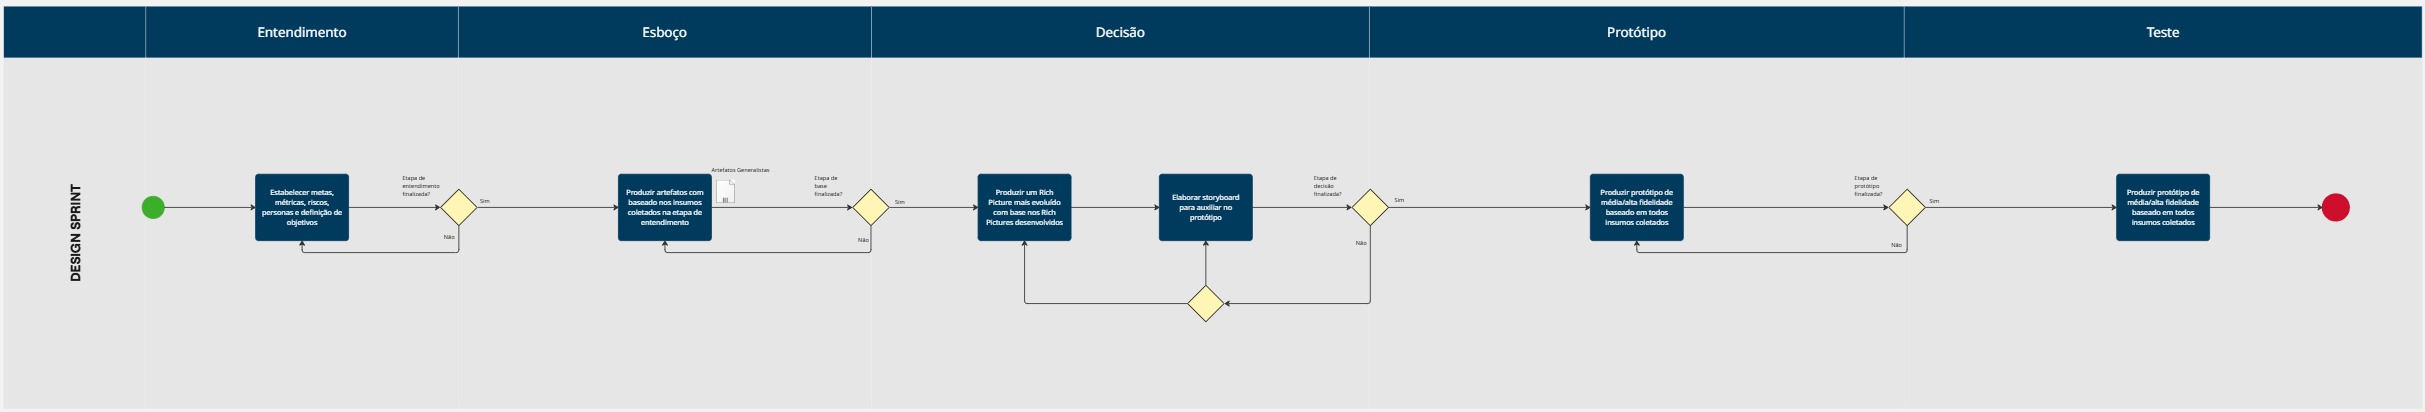 Entendimento
Esboço
Decisão
Protótipo
Teste
DESIGN SPRINT
Estabelecer metas,
métricas, riscos,
personas e definição de
objetivos
Etapa de
entendimento
finalizada?
Sim
Não
Produzir artefatos com
baseado nos insumos
coletados na etapa de
entendimento
Artefatos Generalistas
Etapa de
base
finalizada?
Sim
Não
Produzir um Rich
Picture mais evoluído
com base nos Rich
Pictures desenvolvidos
Elaborar storyboard
para auxiliar no
protótipo
Etapa de
decisão
finalizada?
Sim
Não
Produzir protótipo de
média/alta fidelidade
baseado em todos
insumos coletados
Etapa de
protótipo
finalizada?
Sim
Não
Produzir protótipo de
média/alta fidelidade
baseado em todos
insumos coletados